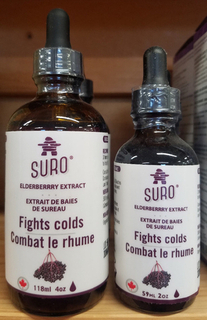 SURO®
ELDERBERRY EXTRACT
EXTRAIT DE BAIES
DE SUREAU
Fights colds
Combat le rhume
118ml 4oz
SURO®
ELDERBERRY EXTRACT
EXTRAIT DE BAIES
DE SUREAU
Fights colds
Combat le rhume
59ML 2oz